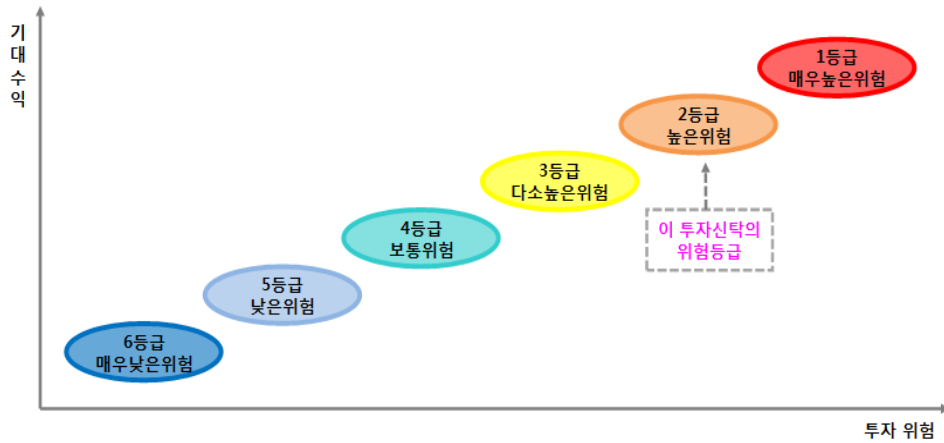 기
대
수
익
1등급
매우높은위험
2등급
높은위험
3등급
다소높은위험
이 투자신탁의
위험등급
4등급
보통위험
5등급
낮은위험
6등급
매우낮은위험
투자 위험